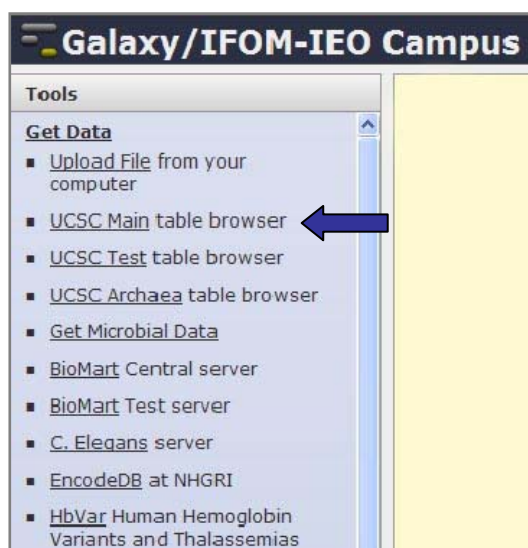 Galaxy/IFOM-IEO Campus
Tools
Get Data
Upload File from your
computer
UCSC Main table browser
UCSC Test table browser
UCSC Archaea table browser
Get Microbial Data
BioMart Central server
BioMart Test server
C. Elegans server
EncodeDB at NHGRI
HbVar Human Hemoglobin
Variants and Thalassemias